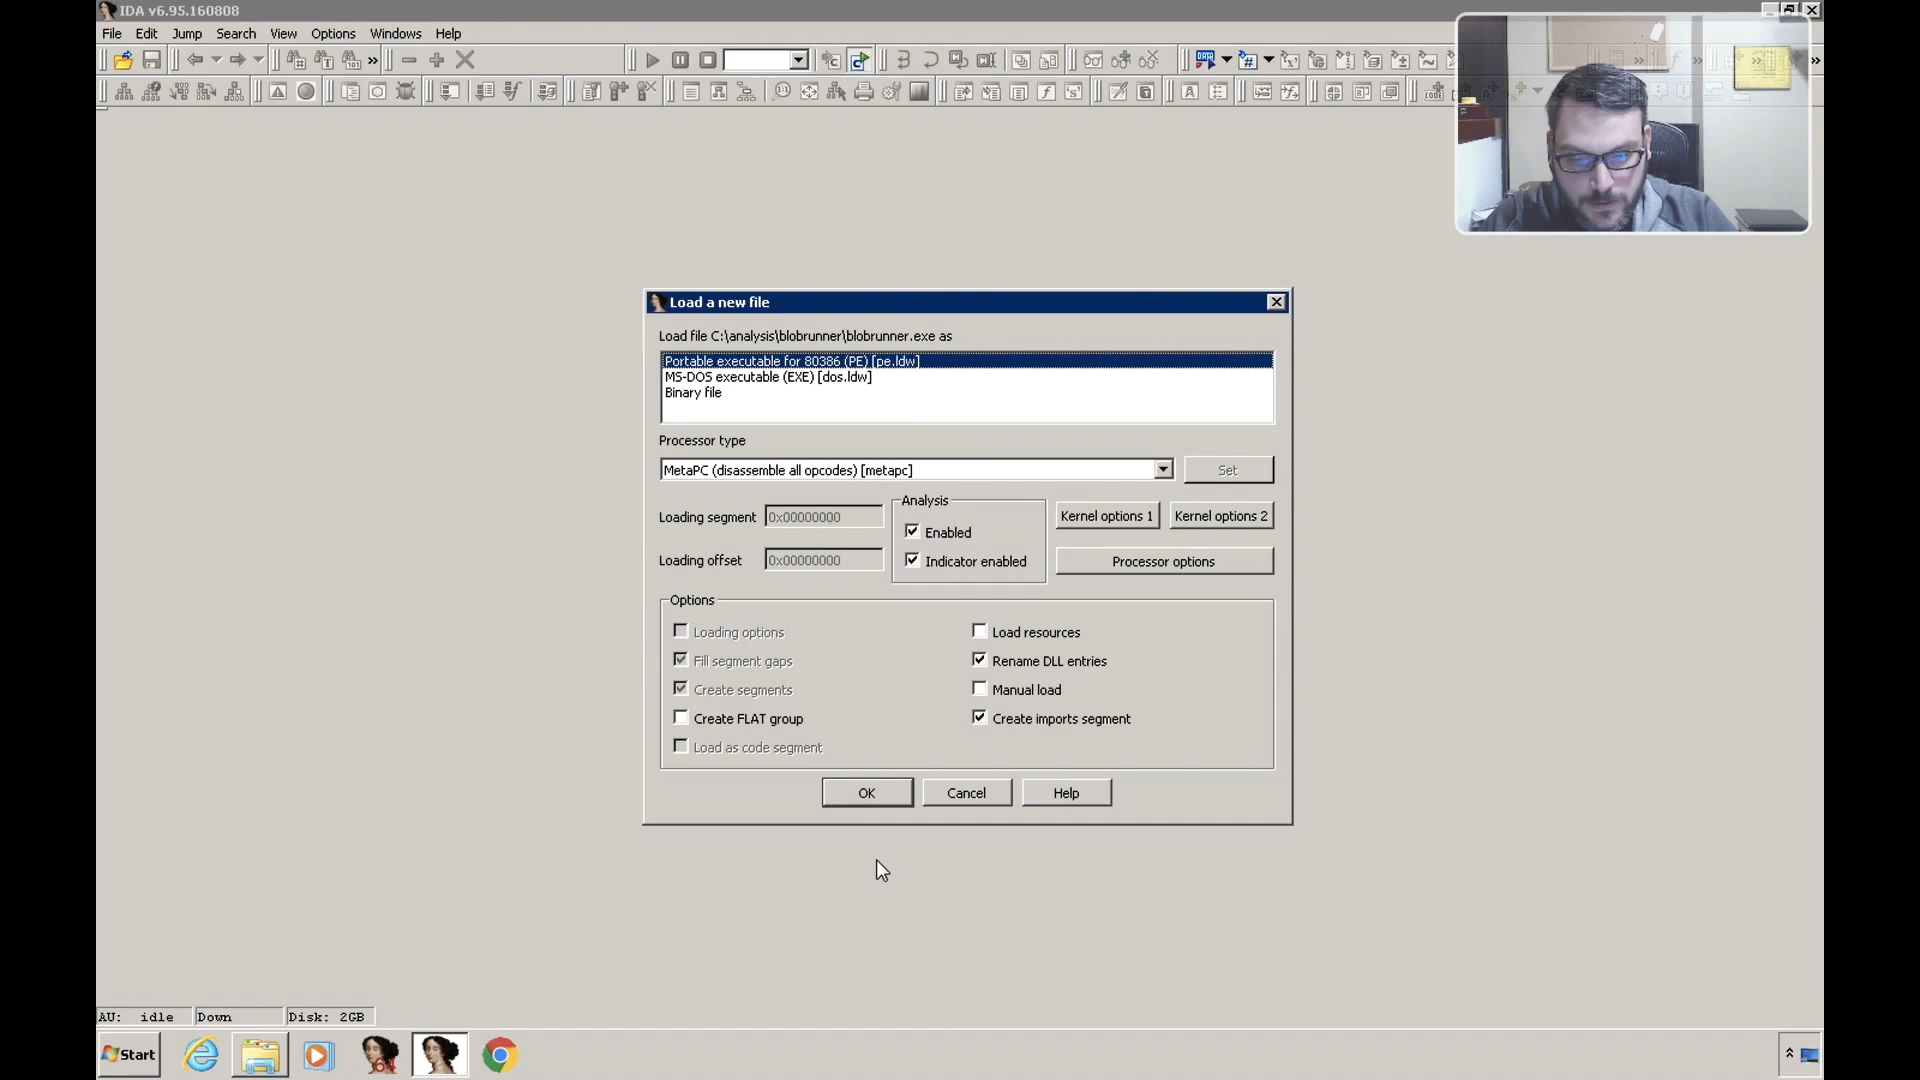 IDA v6.95.160808
File Edit Jump Search View Options Windows Help
Load a new file
Load file C:\analysis\blobrunner\blobrunner.exe as
Portable executable for 80386 (PE) [pe.ldw]
MS-DOS executable (EXE) [dos.ldw]
Binary file
Processor type
MetaPC (disassemble all opcodes) [metapc]
Set
Loading segment 0x00000000
Loading offset 0x00000000
Analysis
Enabled
Indicator enabled
Kernel options 1
Kernel options 2
Processor options
Options
Loading options
Fill segment gaps
Create segments
Create FLAT group
Load as code segment
Load resources
Rename DLL entries
Manual load
Create imports segment
OK Cancel Help
AU: idle Down Disk: 2GB
Start
64